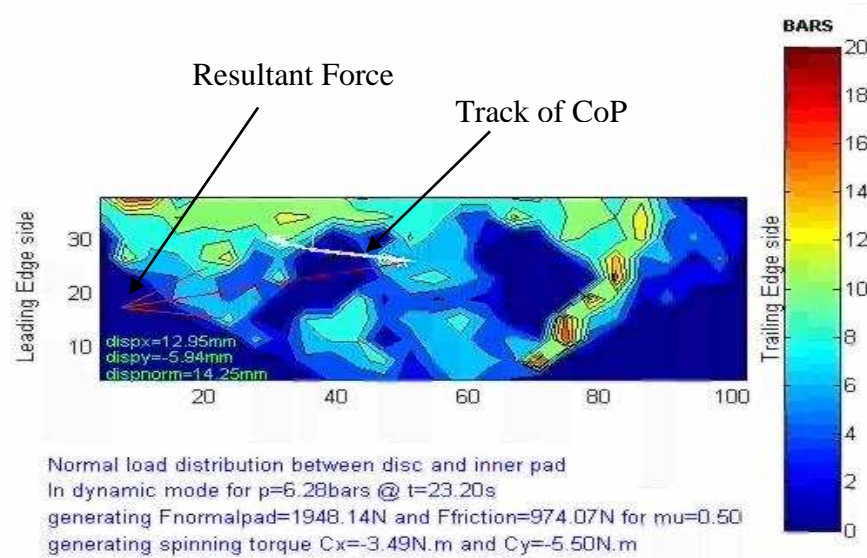 BARS
Resultant Force
Track of CoP
20
18
16
14
12
10
8
6
4
2
0
Leading Edge side
Trailing Edge side
30
20
10
dispx=12.95mm
dispy=-5.94mm
dispnorm=14.25mm
20
40
60
80
100
Normal load distribution between disc and inner pad
In dynamic mode for p=6.28bars @ t=23.20s
generating Fnormalpad=1948.14N and Ffriction=974.07N for mu=0.50
generating spinning torque Cx=-3.49N.m and Cy=-5.50N.m